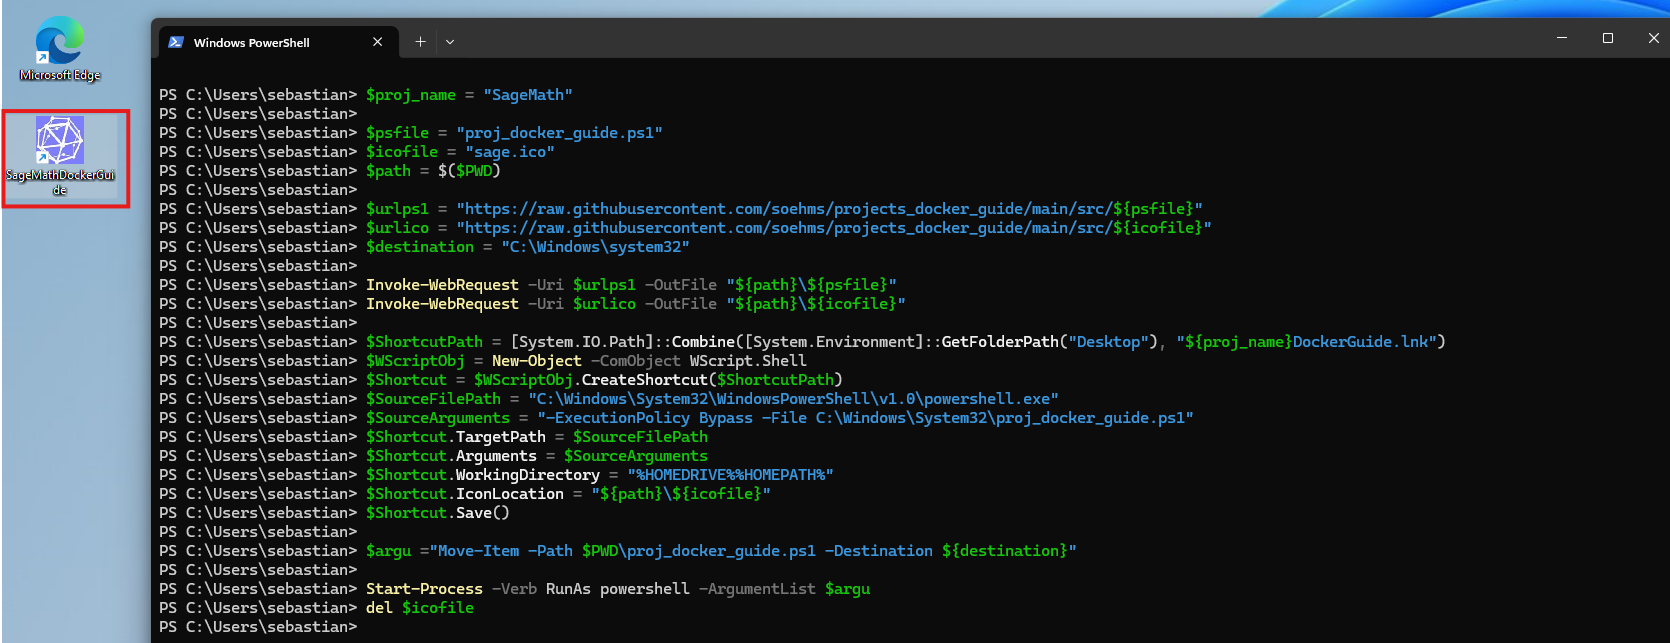 Microsoft Edge
SageMathDockerGui
de
Windows PowerShell
PS C:\Users\sebastian> $proj_name = "SageMath"
PS C:\Users\sebastian>
PS C:\Users\sebastian> $psfile = "proj_docker_guide.ps1"
PS C:\Users\sebastian> $icofile = "sage.ico"
PS C:\Users\sebastian> $path = $($PWD)
PS C:\Users\sebastian>
PS C:\Users\sebastian> $urlps1 = "https://raw.githubusercontent.com/soehms/projects_docker_guide/main/src/${psfile}"
PS C:\Users\sebastian> $urlico = "https://raw.githubusercontent.com/soehms/projects_docker_guide/main/src/${icofile}"
PS C:\Users\sebastian> $destination = "C:\Windows\system32"
PS C:\Users\sebastian>
PS C:\Users\sebastian> Invoke-WebRequest -Uri $urlps1 -OutFile "${path}\${psfile}"
PS C:\Users\sebastian> Invoke-WebRequest -Uri $urlico -OutFile "${path}\${icofile}"
PS C:\Users\sebastian>
PS C:\Users\sebastian> $ShortcutPath = [System.IO.Path]::Combine([System.Environment]::GetFolderPath("Desktop"), "${proj_name}DockerGuide.lnk")
PS C:\Users\sebastian> $WScriptObj = New-Object -ComObject WScript.Shell
PS C:\Users\sebastian> $Shortcut = $WScriptObj.CreateShortcut($ShortcutPath)
PS C:\Users\sebastian> $SourceFilePath = "C:\Windows\System32\WindowsPowerShell\v1.0\powershell.exe"
PS C:\Users\sebastian> $SourceArguments = "-ExecutionPolicy Bypass -File C:\Windows\System32\proj_docker_guide.ps1"
PS C:\Users\sebastian> $Shortcut.TargetPath = $SourceFilePath
PS C:\Users\sebastian> $Shortcut.Arguments = $SourceArguments
PS C:\Users\sebastian> $Shortcut.WorkingDirectory = "%HOMEDRIVE%%HOMEPATH%"
PS C:\Users\sebastian> $Shortcut.IconLocation = "${path}\${icofile}"
PS C:\Users\sebastian> $Shortcut.Save()
PS C:\Users\sebastian>
PS C:\Users\sebastian> $argu ="Move-Item -Path $PWD\proj_docker_guide.ps1 -Destination ${destination}"
PS C:\Users\sebastian>
PS C:\Users\sebastian> Start-Process -Verb RunAs powershell -ArgumentList $argu
PS C:\Users\sebastian> del $icofile
PS C:\Users\sebastian>